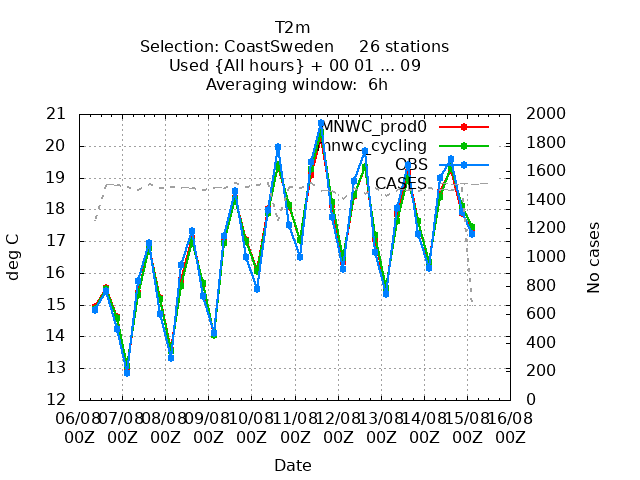 T2m
Selection: CoastSweden 26 stations
Used {All hours} + 00 01 ... 09
Averaging window: 6h
21 2000
20 1800
19 1600
18 1400
17 1200
16 1000
15 800
14 600
13 400
12 200
0
MNWC_prod0
mnwc_cycling
OBS
CASES
deg C
No cases
06/08 07/08 08/08 09/08 10/08 11/08 12/08 13/08 14/08 15/08 16/08
00Z 00Z 00Z 00Z 00Z 00Z 00Z 00Z 00Z 00Z 00Z
Date